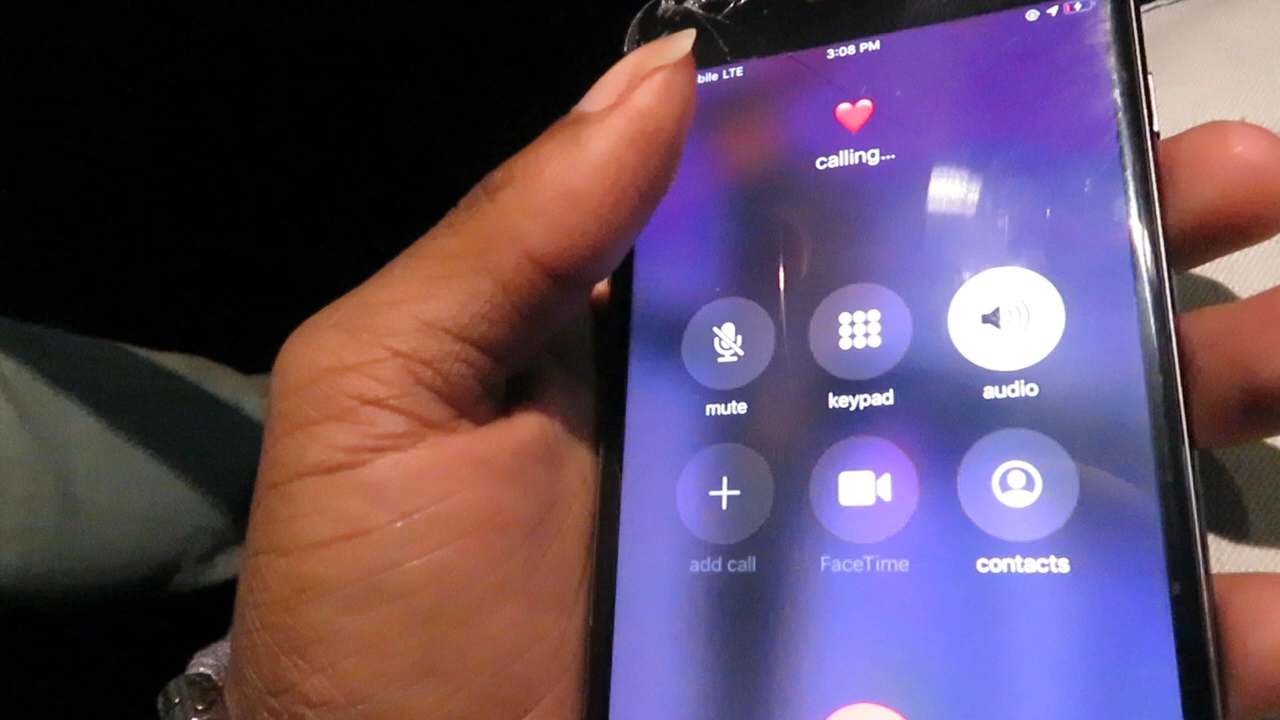 3:08 PM
bile LTE
❤️
calling...
mute
keypad
audio
add call
FaceTime
contacts